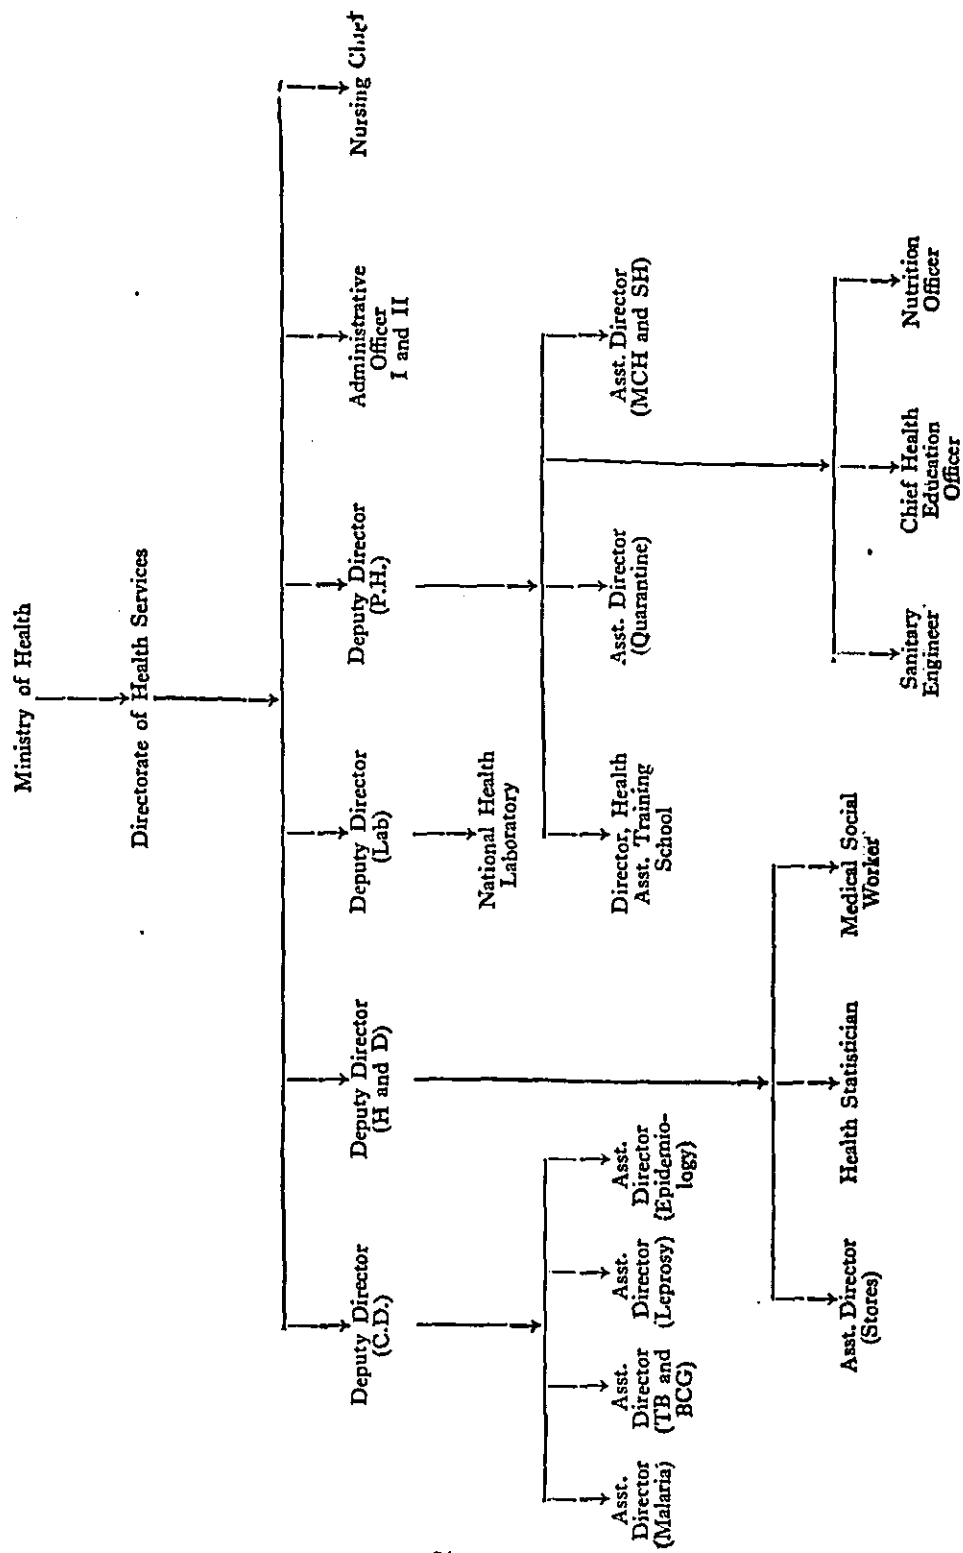 Ministry of Health
Directorate of Health Services
Deputy Director
(C.D.)
Deputy Director
(H and D)
Deputy Director
(Lab)
Deputy Director
(P.H.)
Administrative
Officer
I and II
Nursing Chief
National Health
Laboratory
Asst.
Director
(Malaria)
Asst.
Director
(TB and
BCG)
Asst.
Director
(Leprosy)
Asst.
Director
(Epidemio-
logy)
Director, Health
Asst. Training
School
Asst. Director
(Quarantine)
Asst. Director
(MCH and SH)
Asst. Director
(Stores)
Health Statistician
Medical Social
Worker
Sanitary
Engineer
Chief Health
Education
Officer
Nutrition
Officer